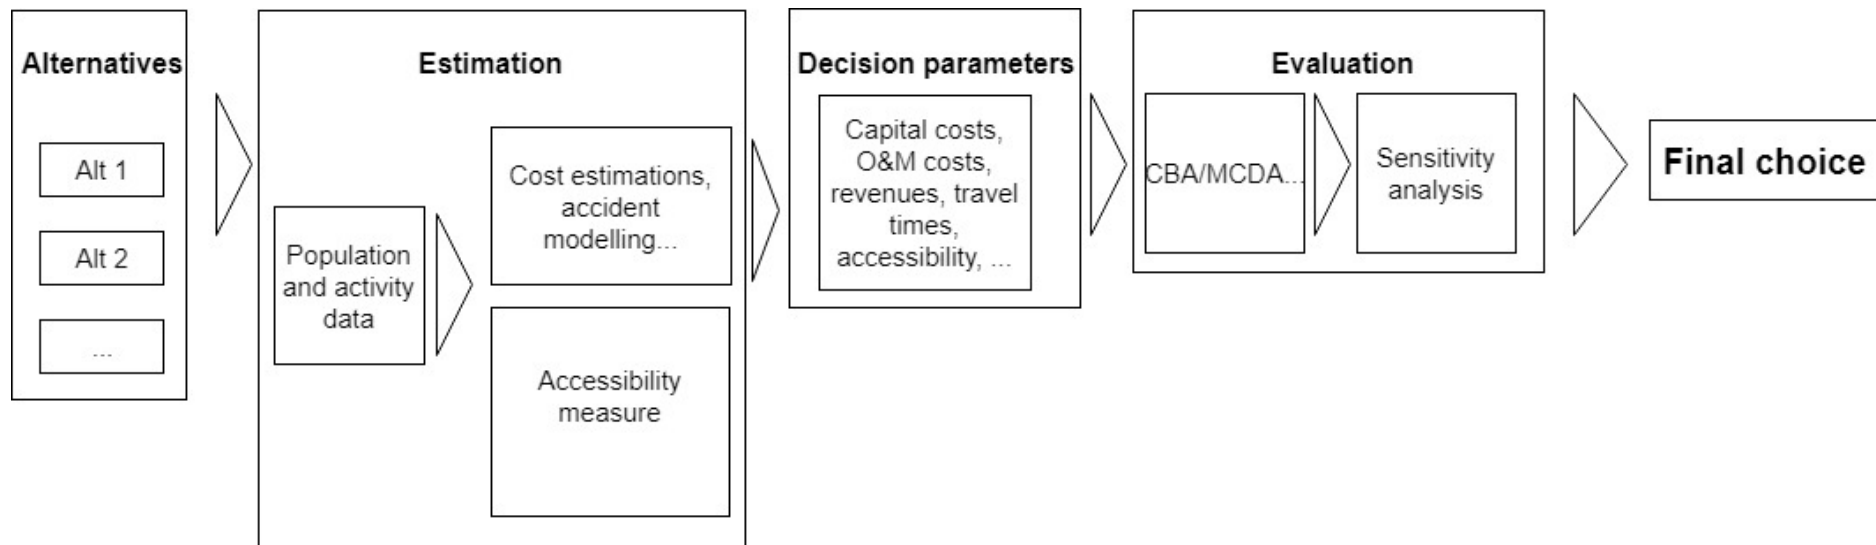 Alternatives
Alt 1
Alt 2
...
Estimation
Population
and activity
data
Cost estimations,
accident
modelling...
Accessibility
measure
Decision parameters
Capital costs,
O&M costs,
revenues, travel
times,
accessibility, ...
Evaluation
CBA/MCDA...
Sensitivity
analysis
Final choice